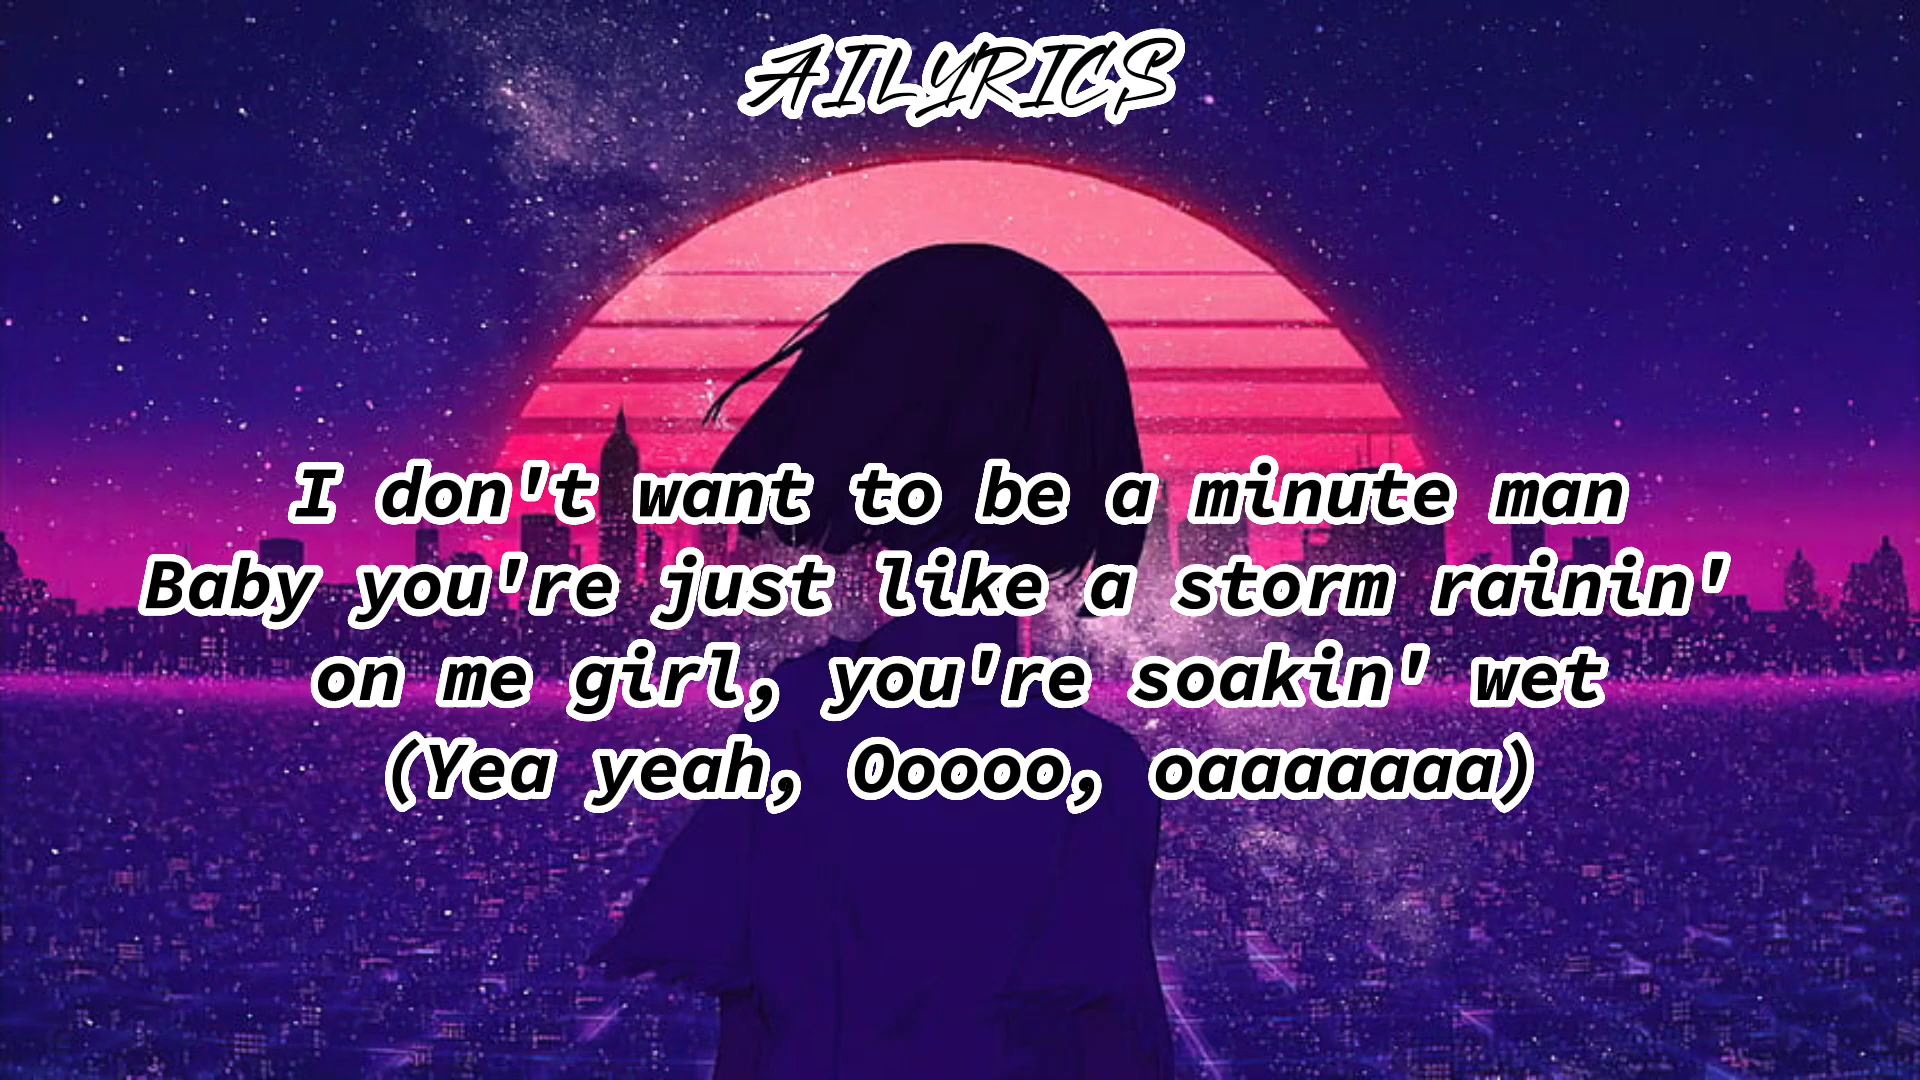 AILYRICS
I don't want to be a minute man
Baby you're just like a storm rainin'
on me girl, you're soakin' wet
(Yea yeah, Ooooo, oaaaaaaa)